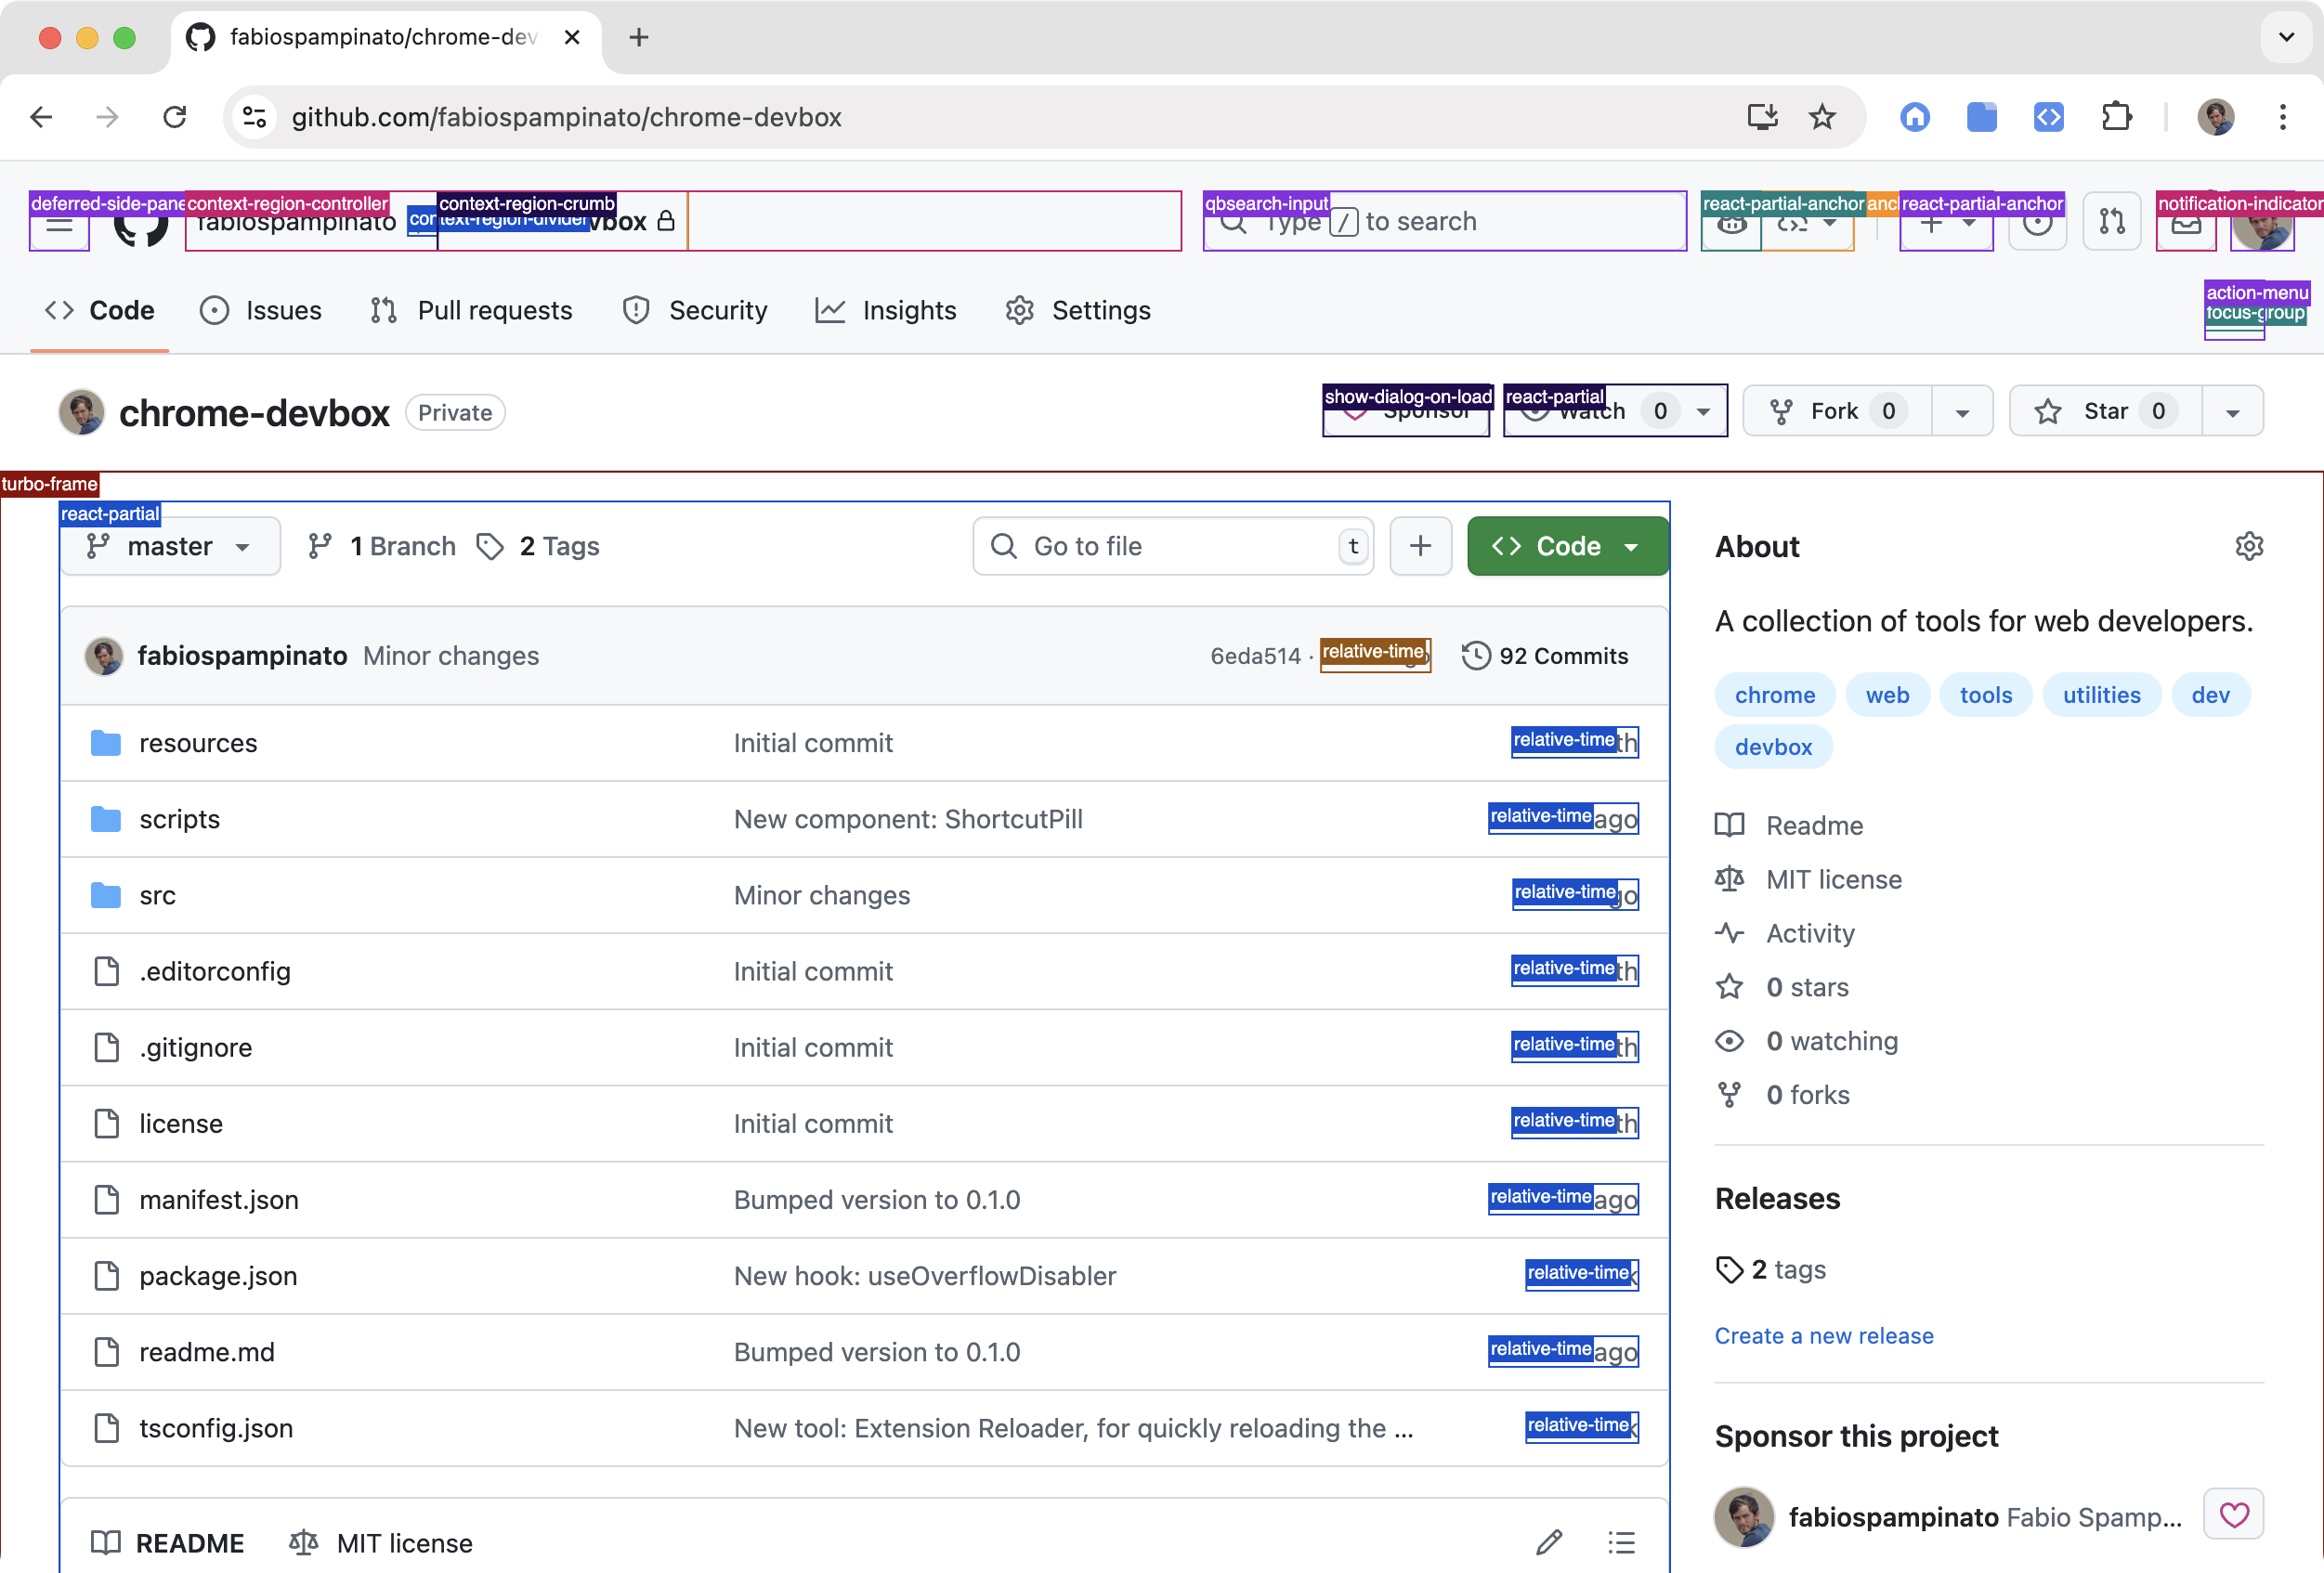 fabiospampinato/chrome-dev
github.com/fabiospampinato/chrome-devbox
deferred-side-pane context-region-controller context-region-crumb qbsearch-input react-partial-anchor anc react-partial-anchor notification-indicator
fabiospampinato context-region-divider vbox Type / to search
Code Issues Pull requests Security Insights Settings
action-menu
focus-group
chrome-devbox Private
show-dialog-on-load react-partial
Sponsor Watch 0 Fork 0 Star 0
turbo-frame
react-partial
master 1 Branch 2 Tags Go to file t Code
fabiospampinato Minor changes 6eda514 · relative-time 92 Commits
resources Initial commit relative-time th
scripts New component: ShortcutPill relative-time ago
src Minor changes relative-time go
.editorconfig Initial commit relative-time th
.gitignore Initial commit relative-time th
license Initial commit relative-time th
manifest.json Bumped version to 0.1.0 relative-time ago
package.json New hook: useOverflowDisabler relative-time
readme.md Bumped version to 0.1.0 relative-time ago
tsconfig.json New tool: Extension Reloader, for quickly reloading the ... relative-time
README MIT license
About
A collection of tools for web developers.
chrome web tools utilities dev
devbox
Readme
MIT license
Activity
0 stars
0 watching
0 forks
Releases
2 tags
Create a new release
Sponsor this project
fabiospampinato Fabio Spamp...